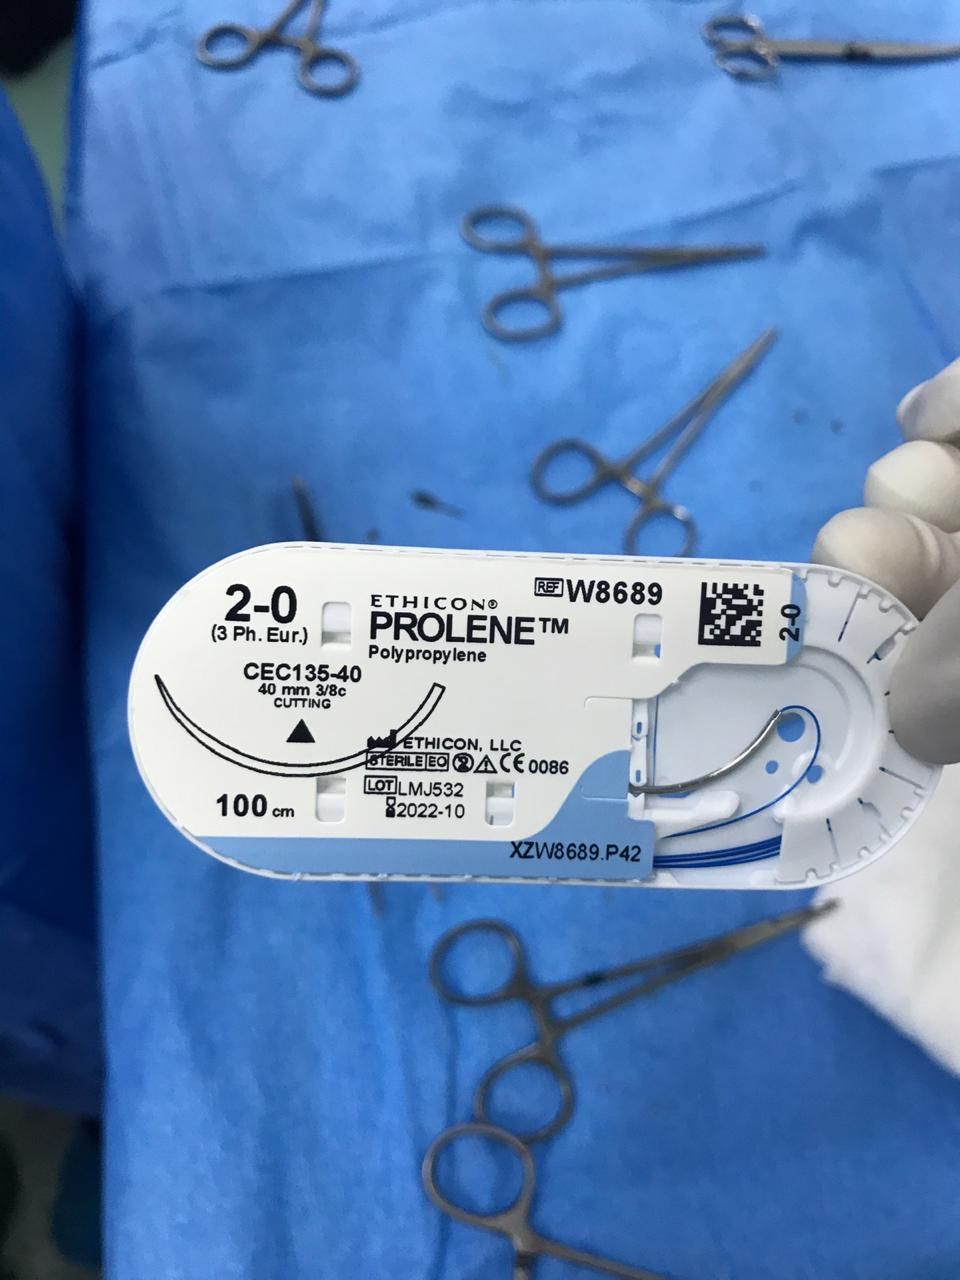 2-0
(3 Ph. Eur.)
CEC135-40
40 mm 3/8c
CUTTING
100 cm
ETHICON®
PROLENE™
Polypropylene
REF W8689
2-0
ETHICON, LLC
STERILE EO 2 CE 0086
LOT LMJ532
2022-10
XZW8689.P42